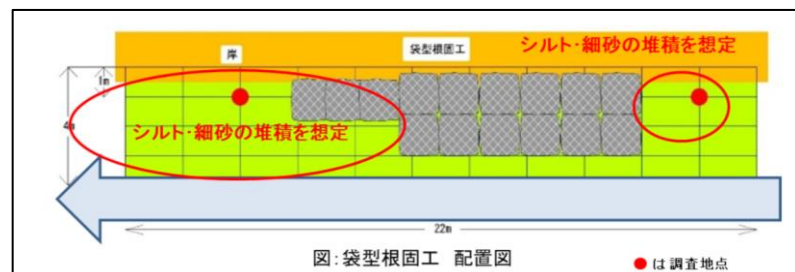 シルト・細砂の堆積を想定
岸
袋型根固工
1m
4m
シルト・細砂の堆積を想定
22m
図:袋型根固工 配置図
●は調査地点